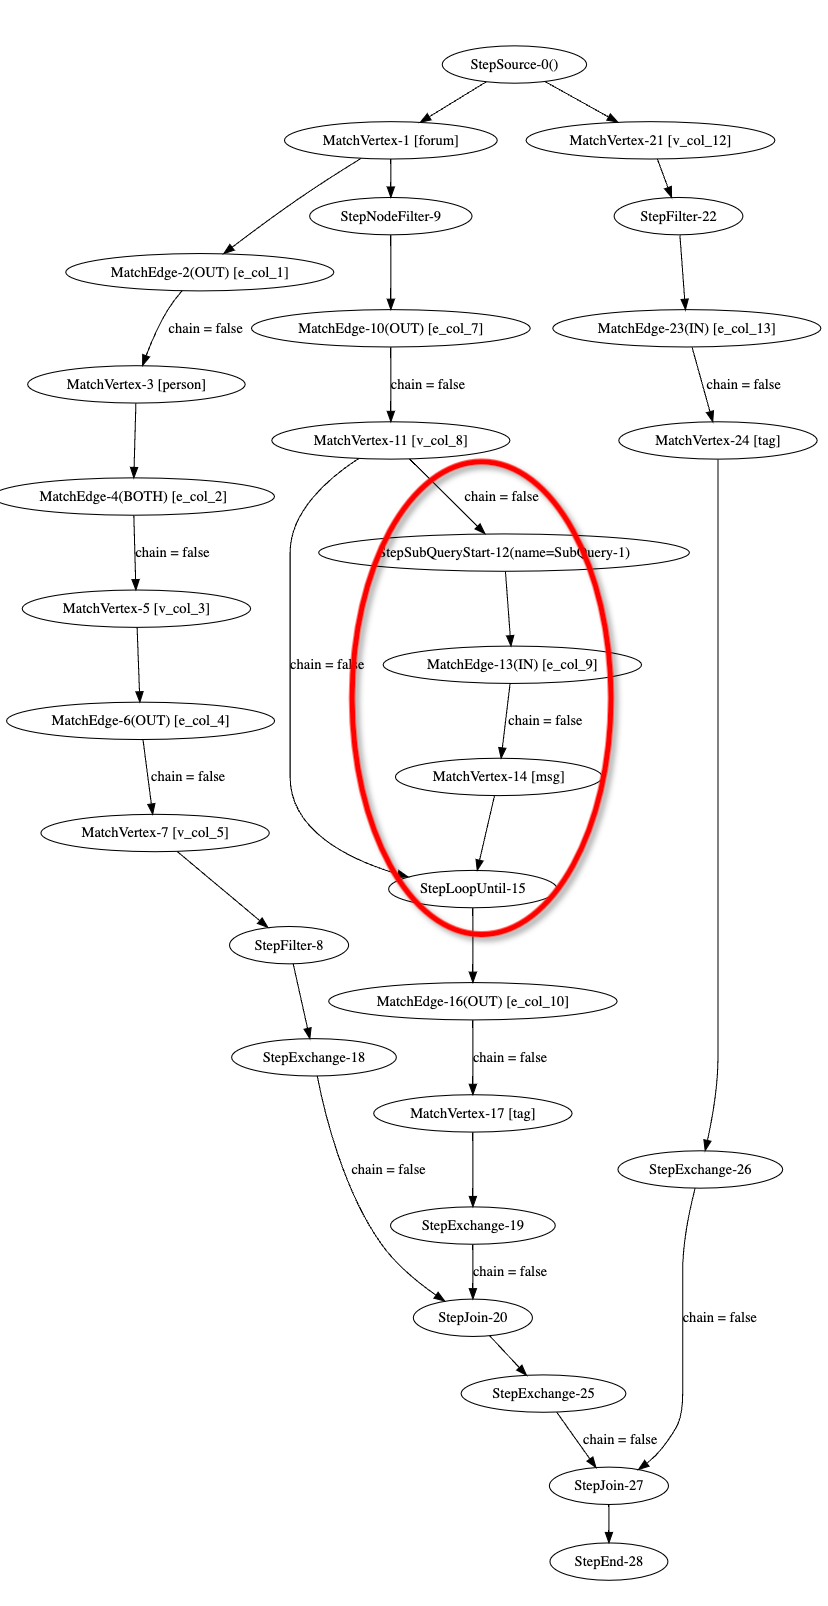 StepSource-0()
MatchVertex-1 [forum]
MatchVertex-21 [v_col_12]
StepNodeFilter-9
StepFilter-22
MatchEdge-2(OUT) [e_col_1]
chain = false
MatchEdge-10(OUT) [e_col_7]
MatchEdge-23(IN) [e_col_13]
MatchVertex-3 [person]
chain = false
chain = false
MatchVertex-11 [v_col_8]
MatchVertex-24 [tag]
MatchEdge-4(BOTH) [e_col_2]
chain = false
chain = false
StepSubQueryStart-12(name=SubQuery-1)
MatchVertex-5 [v_col_3]
chain = false
MatchEdge-13(IN) [e_col_9]
MatchEdge-6(OUT) [e_col_4]
chain = false
chain = false
MatchVertex-14 [msg]
MatchVertex-7 [v_col_5]
StepLoopUntil-15
StepFilter-8
MatchEdge-16(OUT) [e_col_10]
StepExchange-18
chain = false
MatchVertex-17 [tag]
chain = false
StepExchange-26
StepExchange-19
chain = false
StepJoin-20
chain = false
StepExchange-25
chain = false
StepJoin-27
StepEnd-28